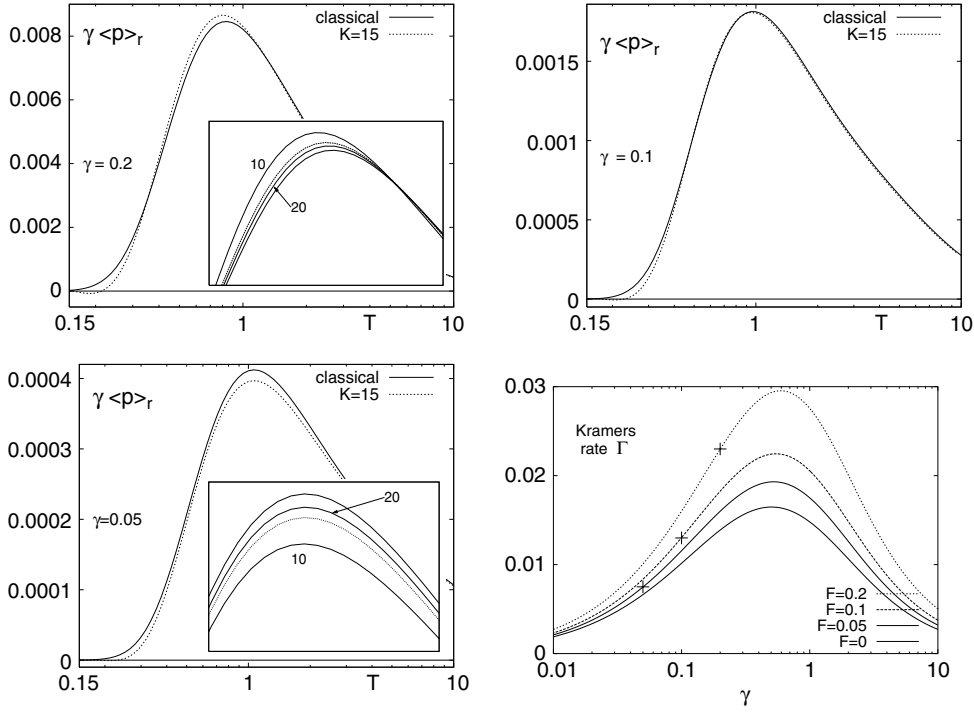 0.008
0.006
0.004
0.002
0
0.15
1
T
10
γ <p>r
γ = 0.2
classical
K=15
10
20
0.0015
0.001
0.0005
0
0.15
1
T
10
γ <p>r
γ = 0.1
classical
K=15
0.0004
0.0003
0.0002
0.0001
0
0.15
1
T
10
γ <p>r
γ=0.05
classical
K=15
20
10
0.03
0.02
0.01
0
0.01
0.1
1
10
γ
Kramers
rate Γ
F=0.2
F=0.1
F=0.05
F=0